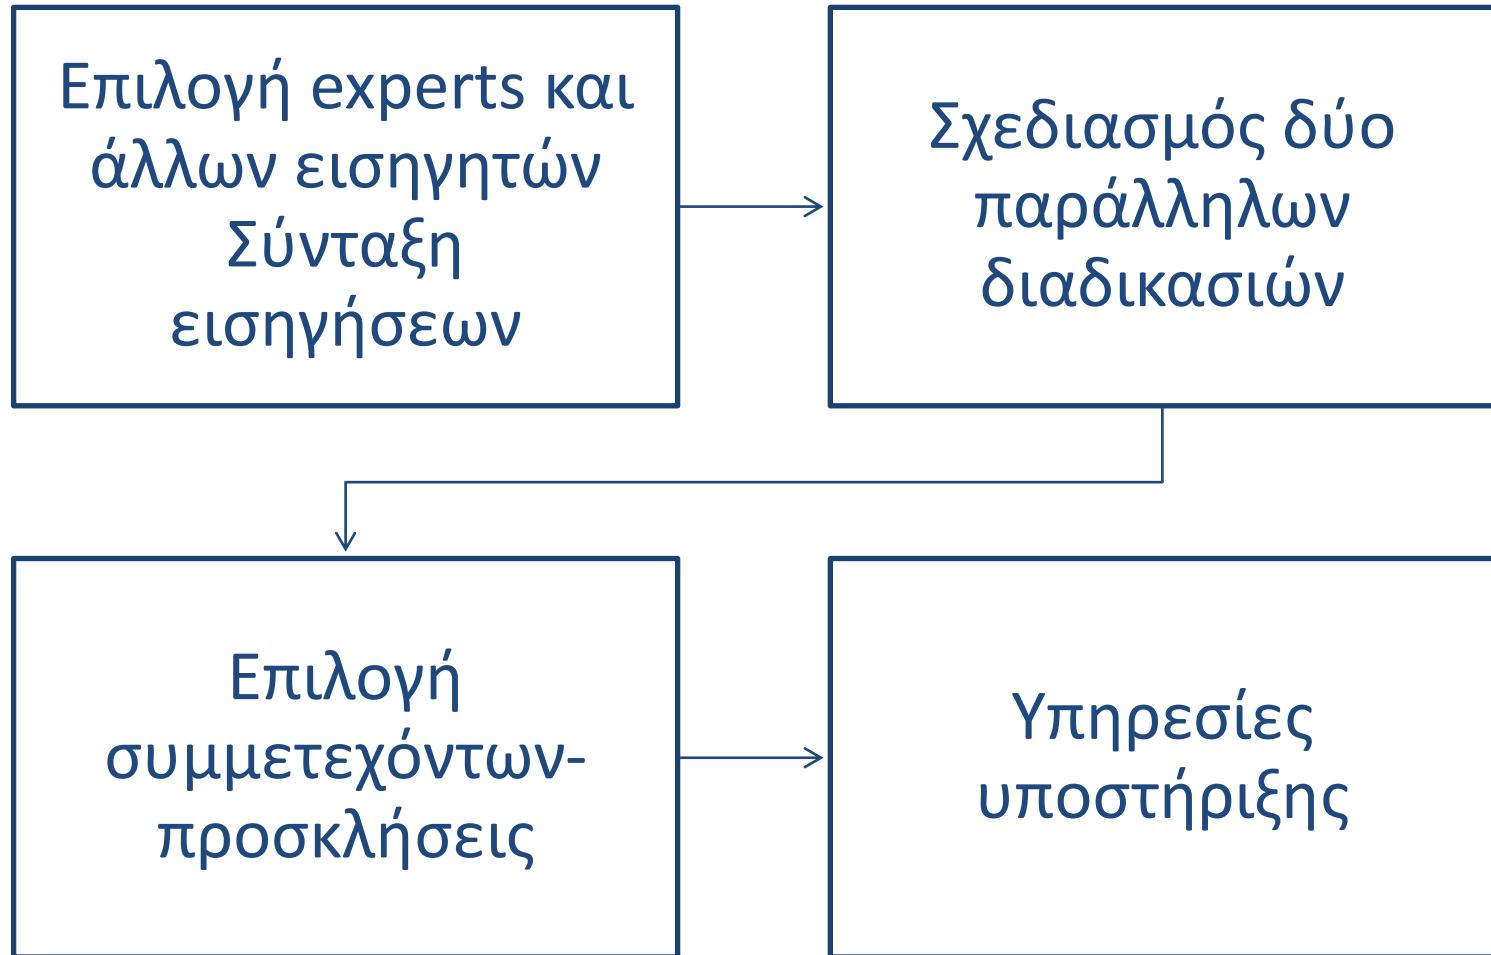 Επιλογή experts και
άλλων εισηγητών
Σύνταξη
εισηγήσεων
Σχεδιασμός δύο
παράλληλων
διαδικασιών
Επιλογή
συμμετεχόντων-
προσκλήσεις
Υπηρεσίες
υποστήριξης